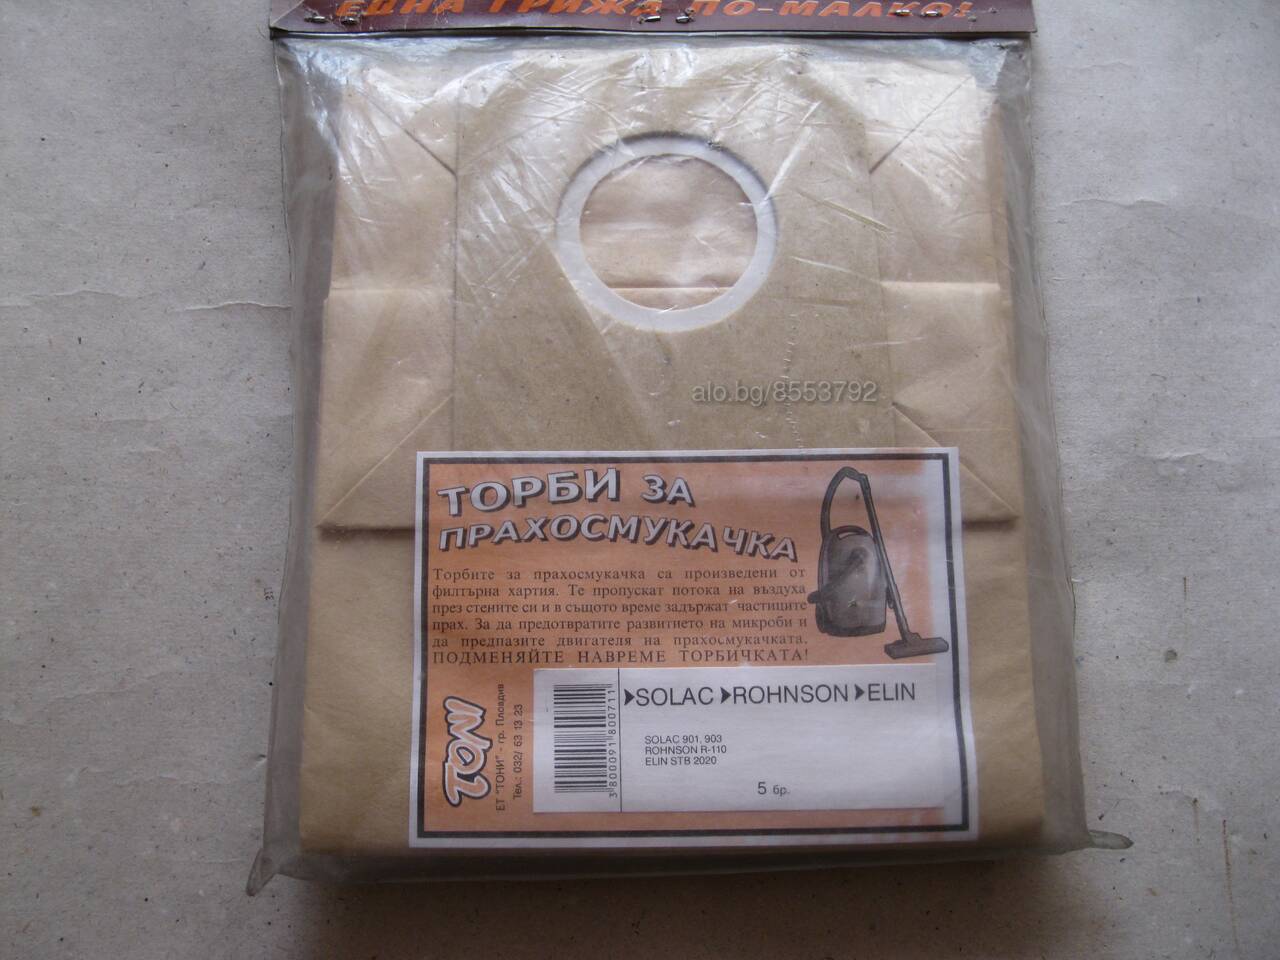 ЕДНА ГРИЖА ПО-МАЛКО!
alo.bg/8553792
ТОРБИ ЗА
ПРАХОСМУКАЧКА
Торбите за прахосмукачка са произведени от
филтърна хартия. Те пропускат потока на въздуха
през стените си и в същото време задържат частиците
прах. За да предотвратите развитието на микроби и
да предпазите двигателя на прахосмукачката.
ПОДМЕНЯЙТЕ НАВРЕМЕ ТОРБИЧКАТА!
ЕТ "ТОНИ" - гр. Пловдив
Тел.: 032/ 63 13 23
3 800091 800711
SOLAC ROHNSON ELIN
SOLAC 901, 903
ROHNSON R-110
ELIN STB 2020
5 бр.